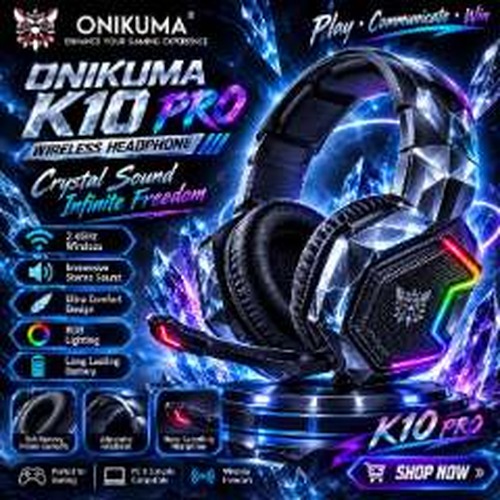 ONIKUMA®
ENHANCE YOUR GAMING EXPERIENCE
Play • Communicate • Win
ONIKUMA
K10 PRO
WIRELESS HEADPHONE
Crystal Sound
Infinite Freedom
2.4GHz
Wireless
Immersive
Stereo Sound
Ultra Comfort
Design
RGB
Lighting
Long Lasting
Battery
K10 PRO
SHOP NOW